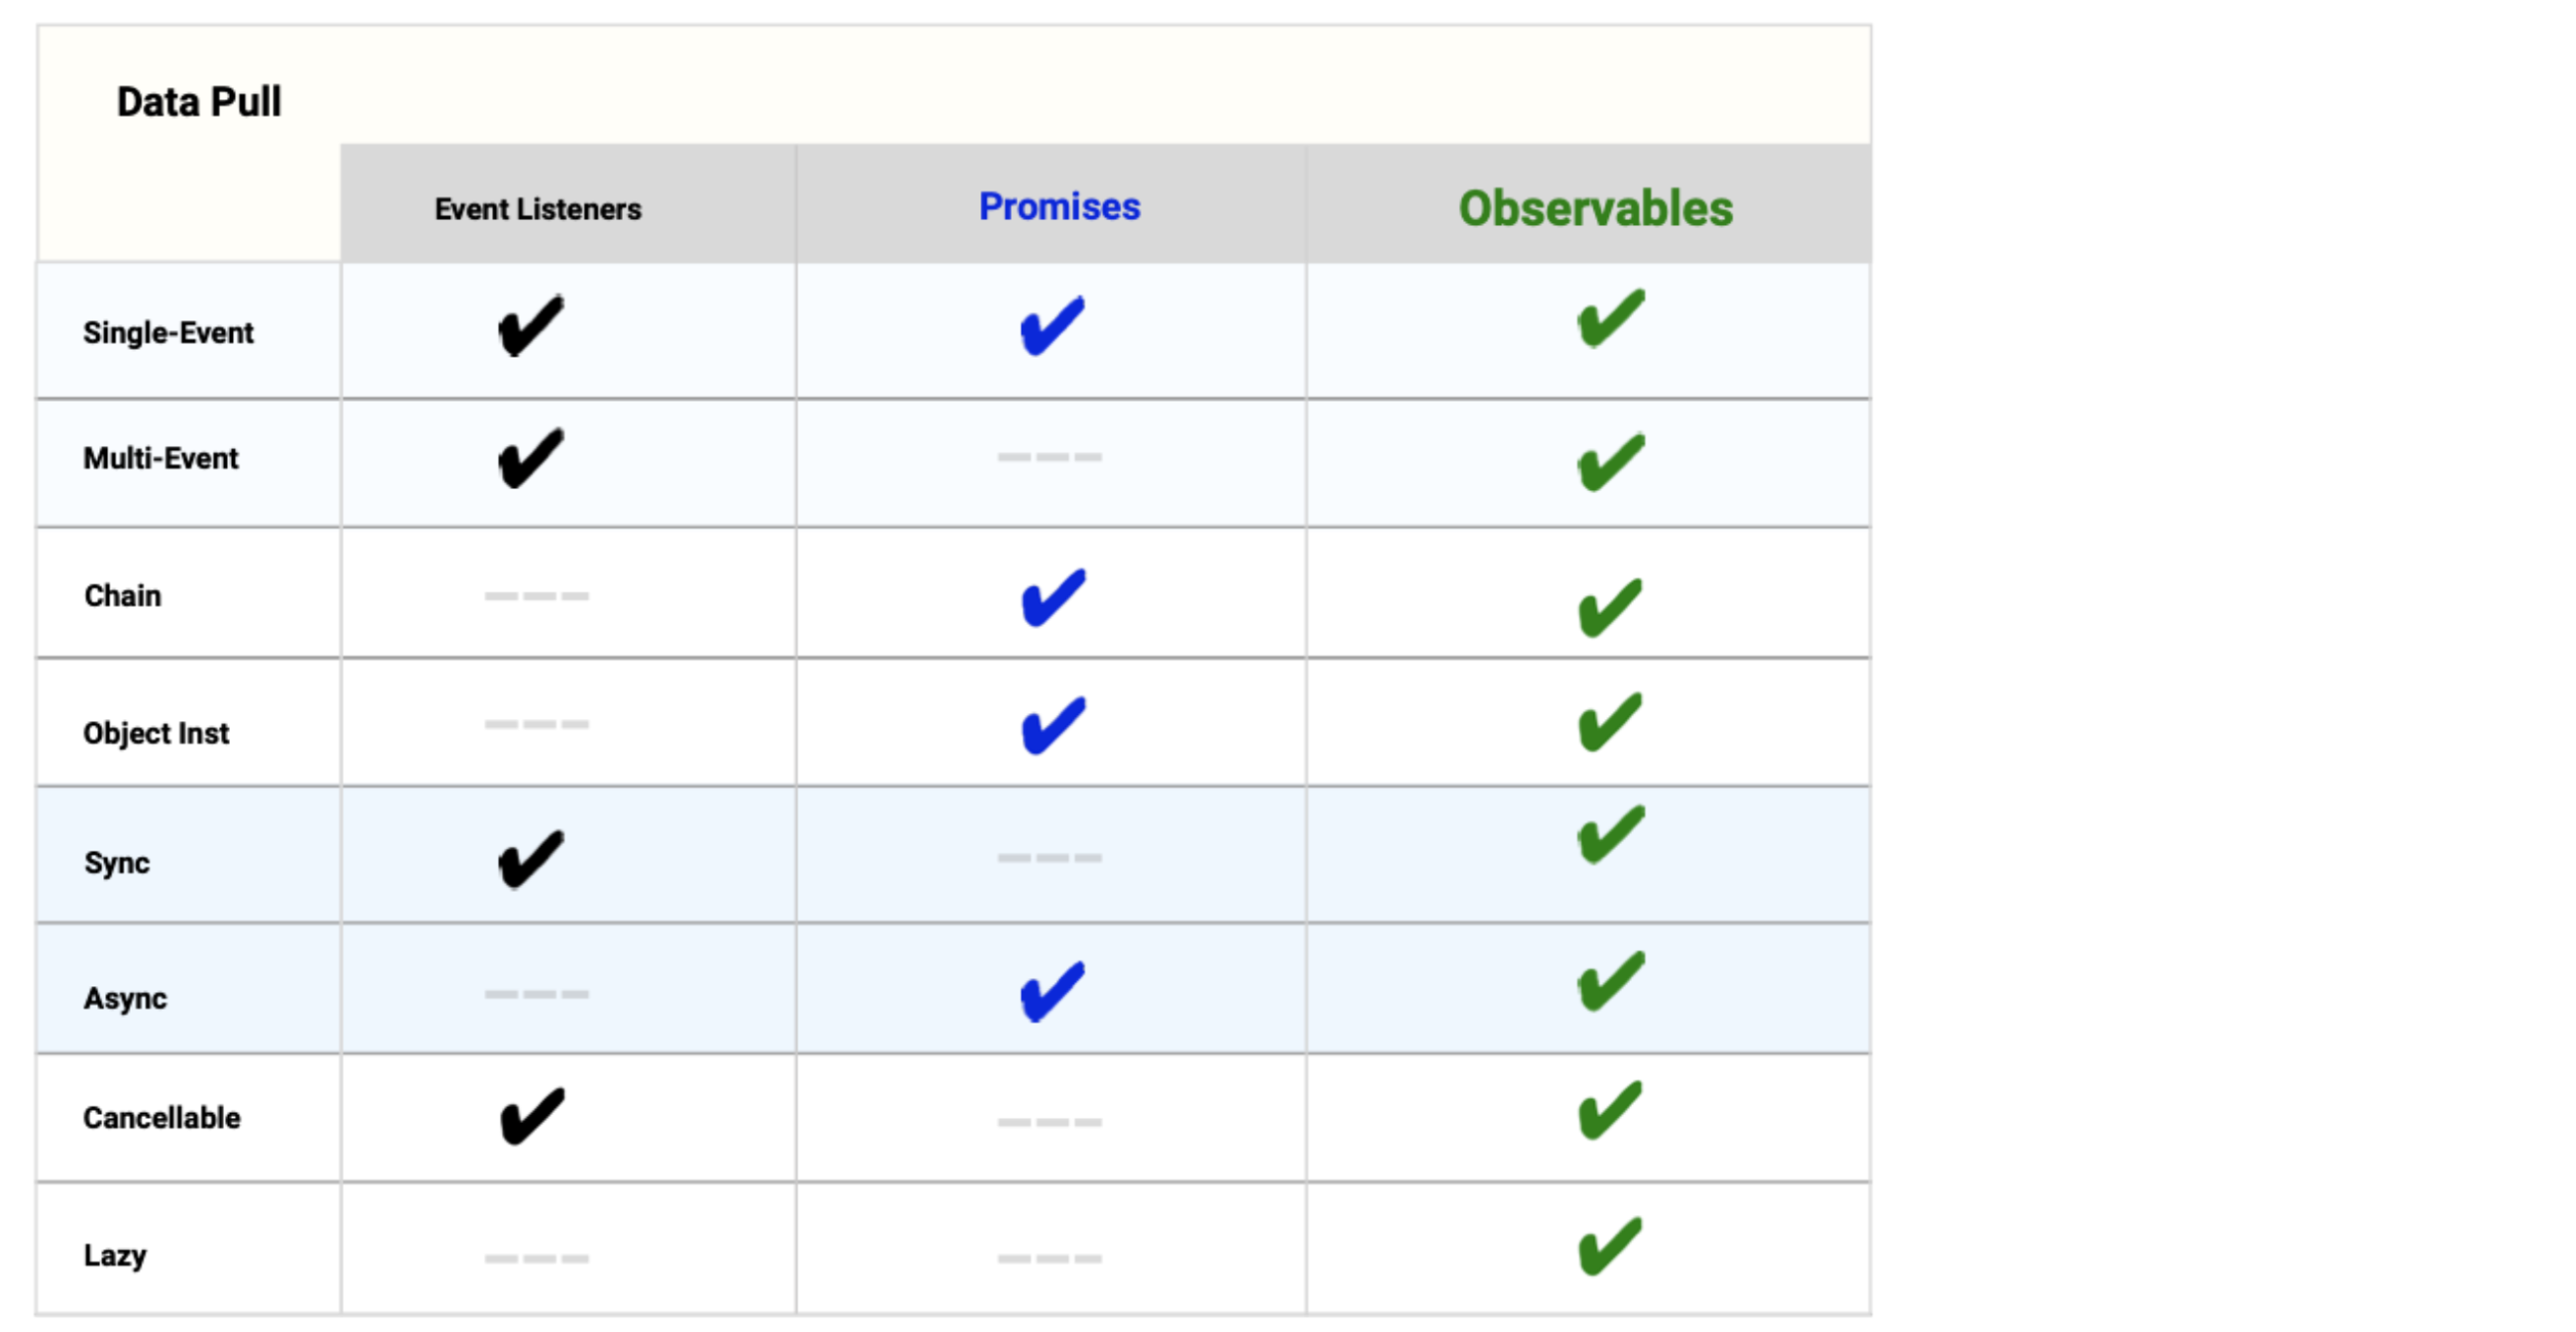 Data Pull
Event Listeners Promises Observables
Single-Event ✔ ✔ ✔
Multi-Event ✔ --- ✔
Chain --- ✔ ✔
Object Inst --- ✔ ✔
Sync ✔ --- ✔
Async --- ✔ ✔
Cancellable ✔ --- ✔
Lazy --- --- ✔